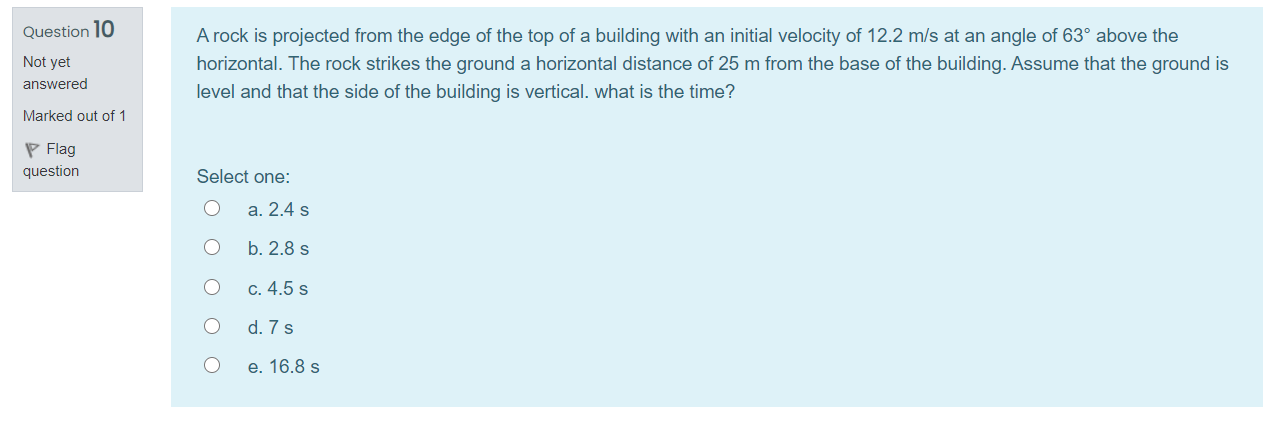 Question 10
Not yet
answered
Marked out of 1
Flag
question
A rock is projected from the edge of the top of a building with an initial velocity of 12.2 m/s at an angle of 63° above the
horizontal. The rock strikes the ground a horizontal distance of 25 m from the base of the building. Assume that the ground is
level and that the side of the building is vertical. what is the time?
Select one:
a. 2.4 s
b. 2.8 s
c. 4.5 s
d. 7 s
e. 16.8 s